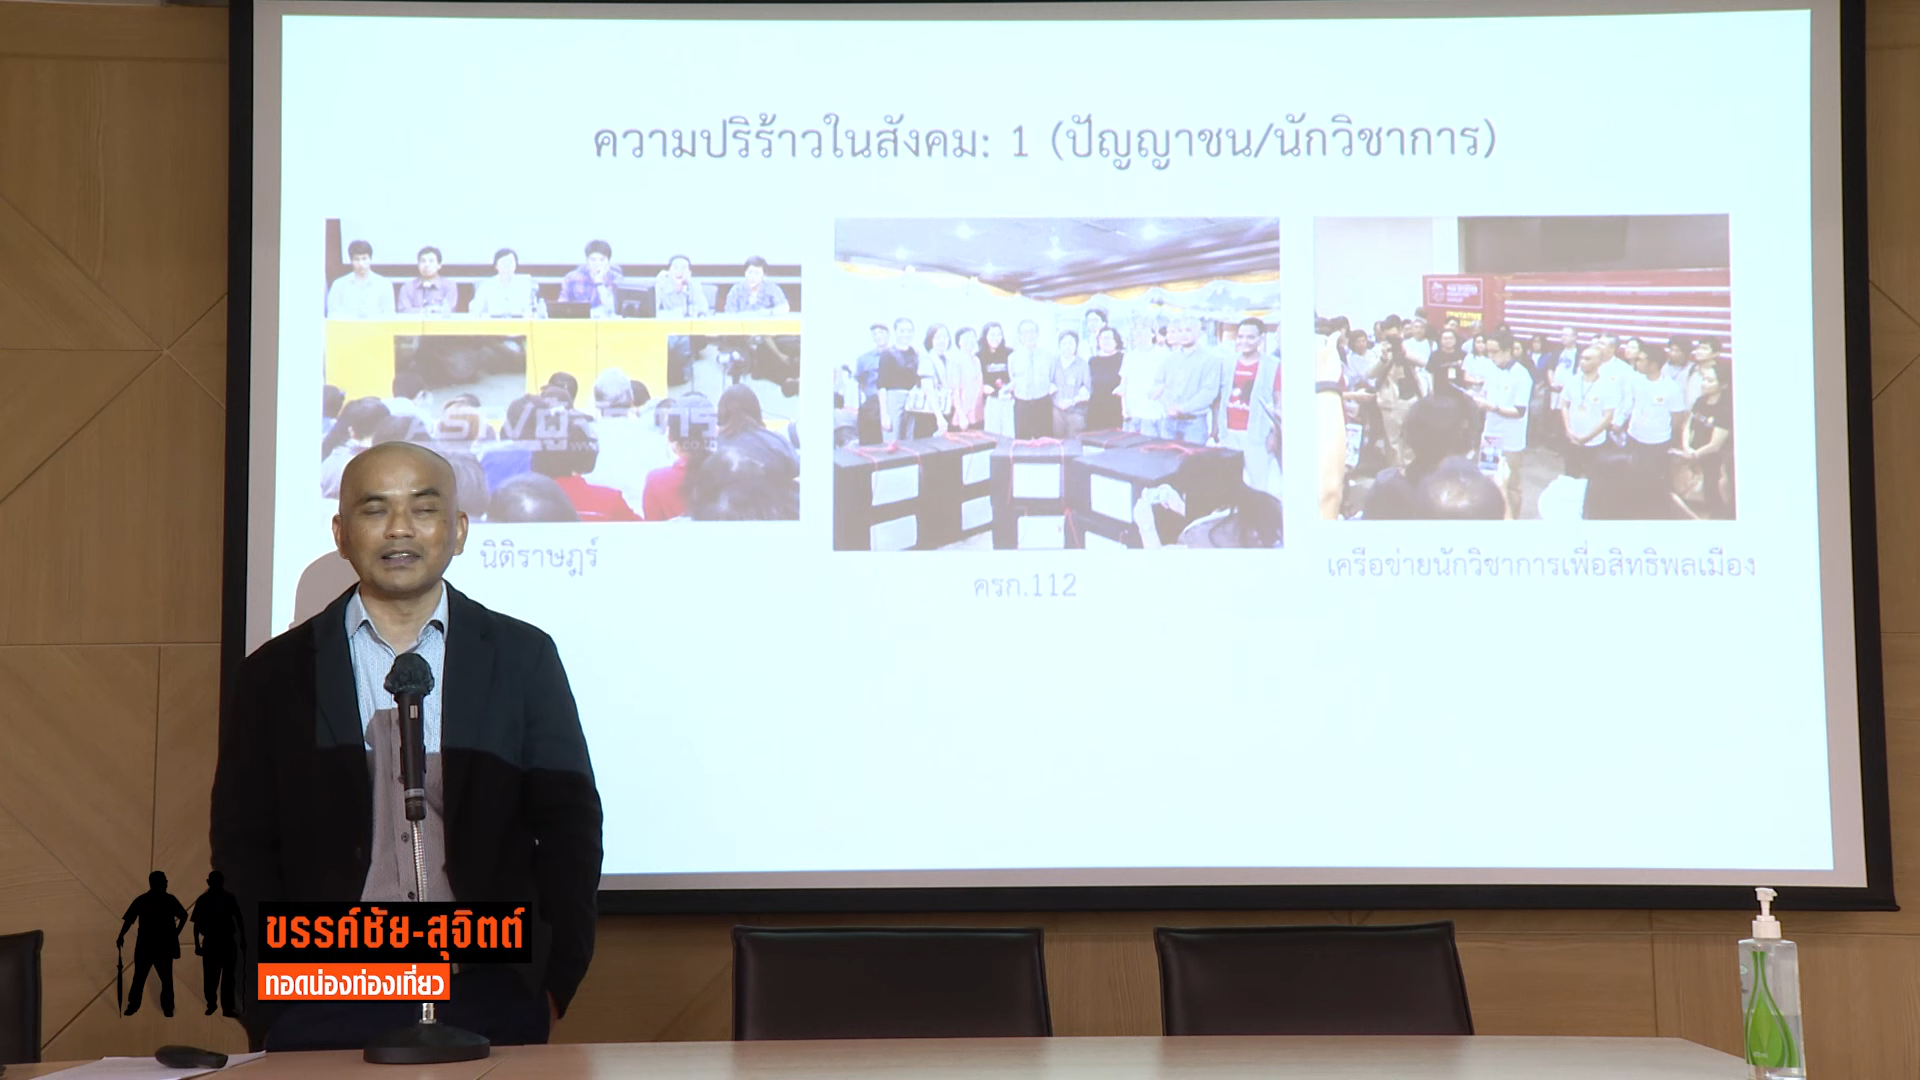 ความปริร้าวในสังคม: 1 (ปัญญาชน/นักวิชาการ)
นิติราษฎร์
ครก.112
เครือข่ายนักวิชาการเพื่อสิทธิพลเมือง
ขรรค์ชัย-สุจิตต์
ทอดน่องท่องเที่ยว